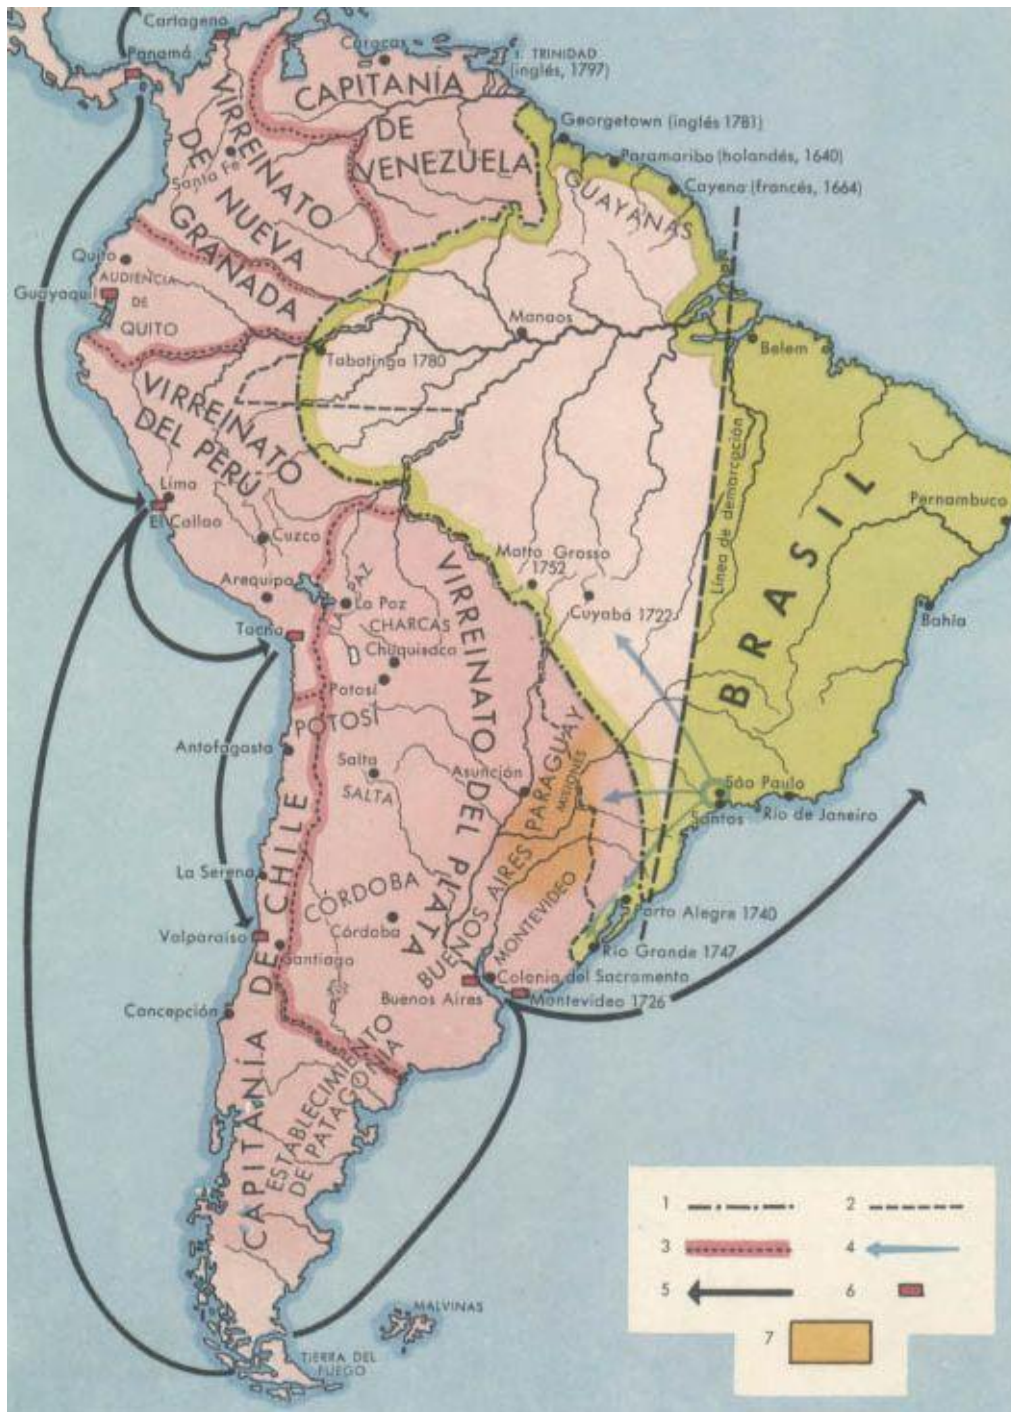 Cartagena
Panamá
Caracas
I. TRINIDAD
(inglés, 1797)
CAPITANÍA
DE
VENEZUELA
VIRREINATO
DE
NUEVA
GRANADA
Santa Fé
Georgetown (inglés 1781)
Paramaribo (holandés, 1640)
Cayena (francés, 1664)
GUAYANAS
Quito
AUDIENCIA
DE
QUITO
Guayaquil
Manaos
Belem
Tabatinga 1780
VIRREINATO
DEL PERÚ
Línea de demarcación
BRASIL
Pernambuco
Lima
El Callao
Cuzco
Matto Grosso
1752
Cuyabá 1722
Bahía
Arequipa
LA PAZ
La Paz
CHARCAS
Tacna
Chuquisaca
Potosí
POTOSÍ
VIRREINATO DEL PLATA
Antofagasta
Salta
SALTA
Asunción
PARAGUAY
MISIONES
São Paulo
Santos
Rio de Janeiro
La Serena
CÓRDOBA
Córdoba
BUENOS AIRES
MONTEVIDEO
Porto Alegre 1740
Rio Grande 1747
Valparaíso
Santiago
Colonia del Sacramento
Buenos Aires
Montevideo 1726
Concepción
CAPITANÍA DE CHILE
ESTABLECIMIENTO
DE PATAGONIA
MALVINAS
TIERRA DEL
FUEGO
1
2
3
4
5
6
7